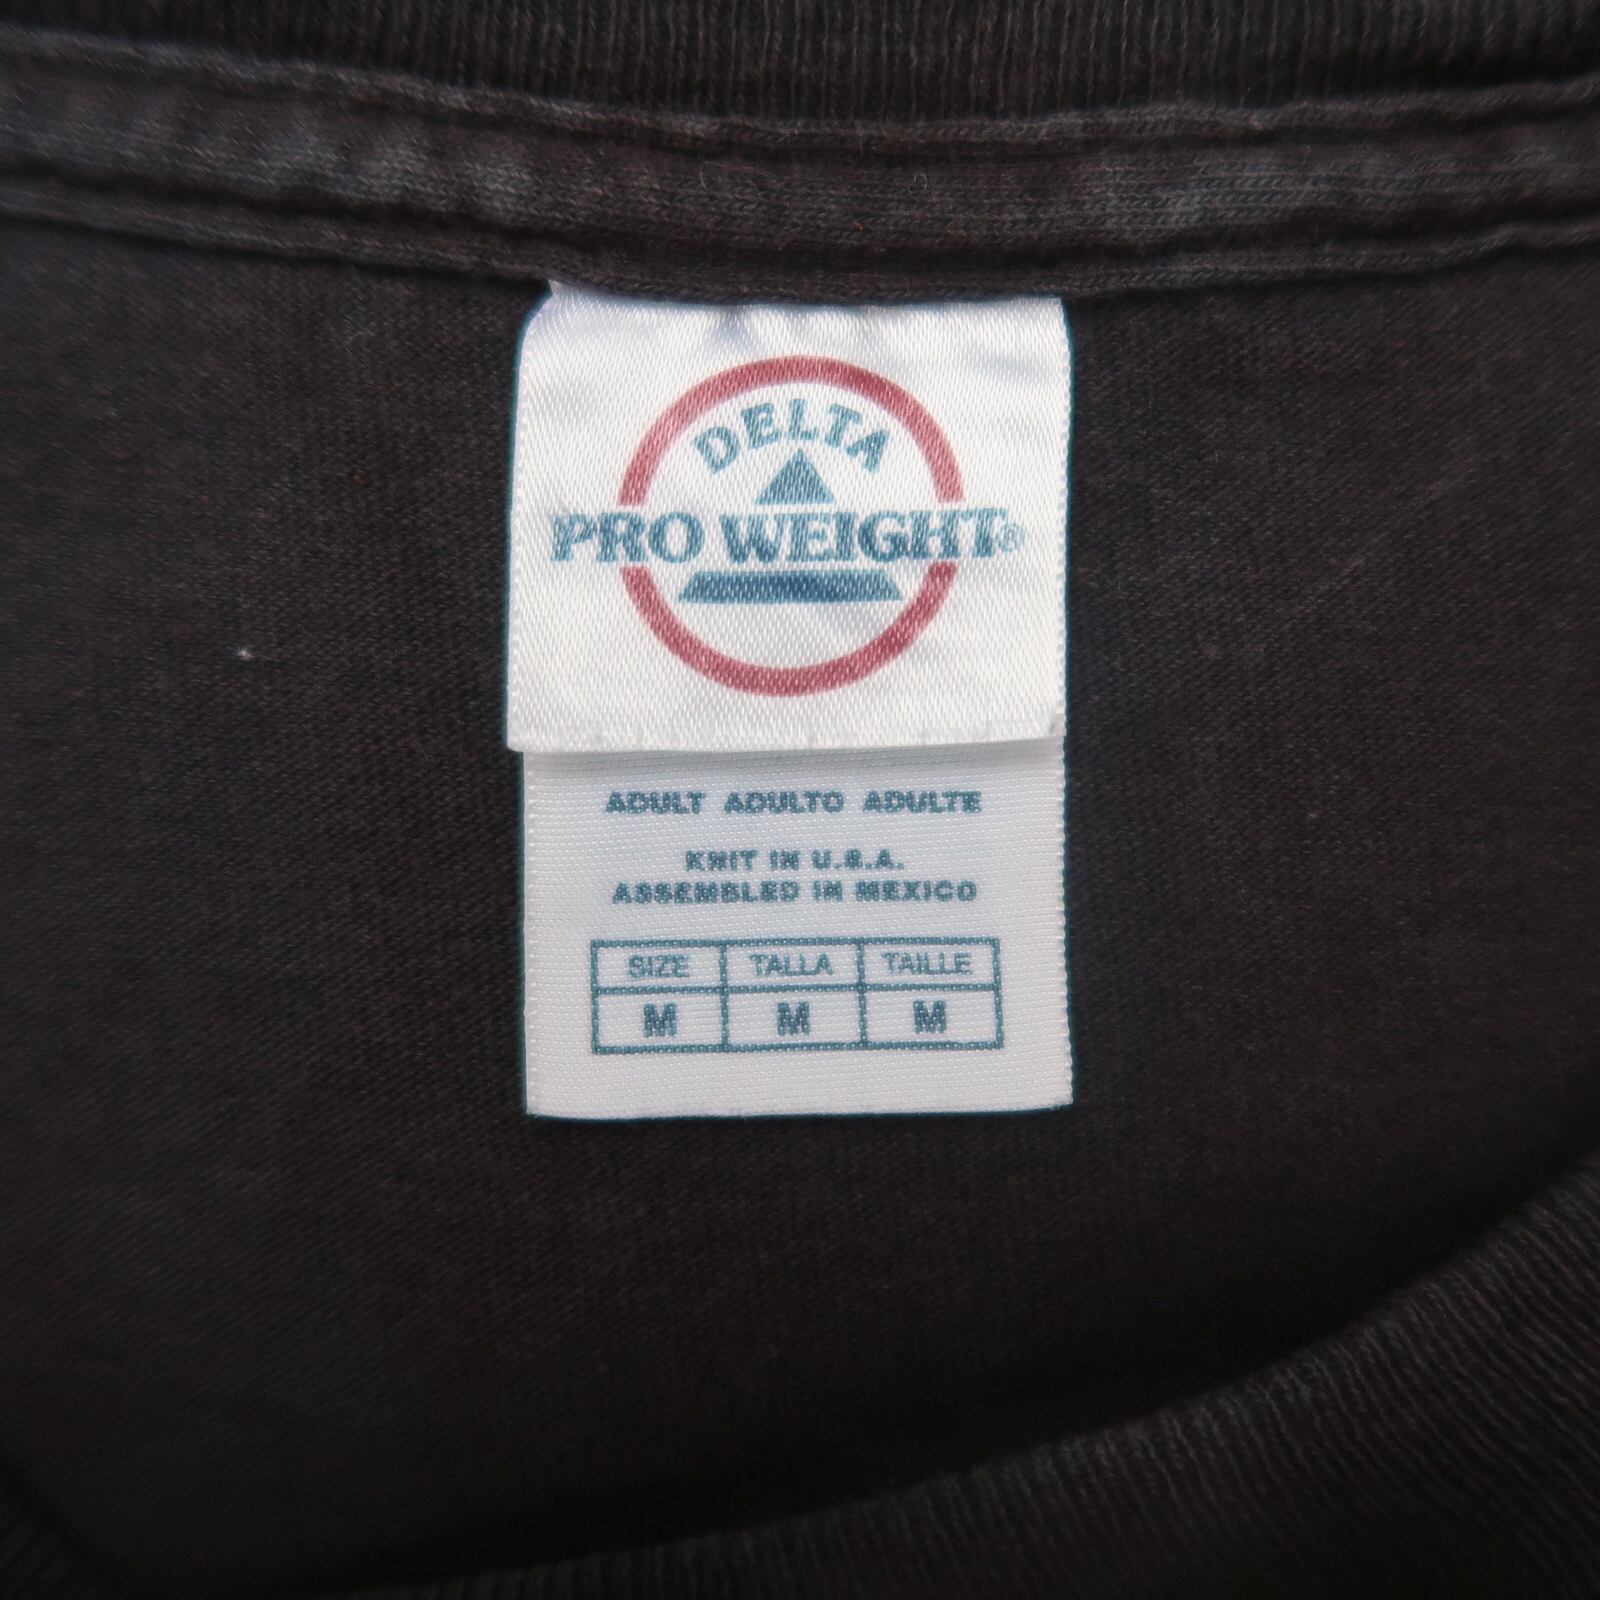 DELTA
PRO WEIGHT®
ADULT ADULTO ADULTE
KNIT IN U.S.A.
ASSEMBLED IN MEXICO
SIZE TALLA TAILLE
M M M